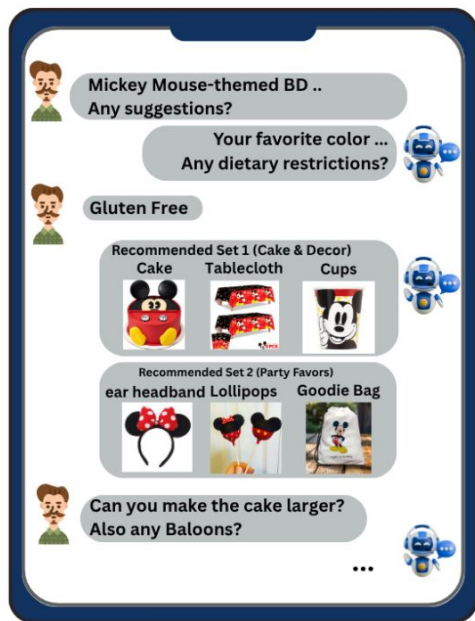 Mickey Mouse-themed BD ..
Any suggestions?
Your favorite color ...
Any dietary restrictions?
Gluten Free
Recommended Set 1 (Cake & Decor)
Cake Tablecloth Cups
Recommended Set 2 (Party Favors)
ear headband Lollipops Goodie Bag
Can you make the cake larger?
Also any Baloons?
...